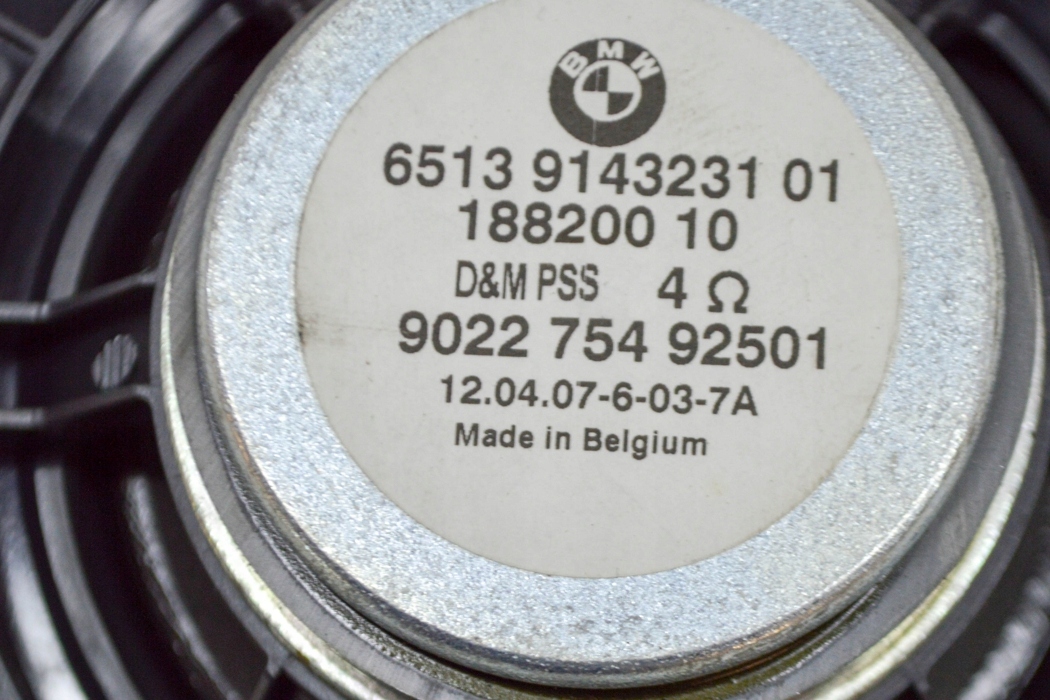 BMW
6513 9143231 01
188200 10
D&M PSS 4 Ω
9022 754 92501
12.04.07-6-03-7A
Made in Belgium